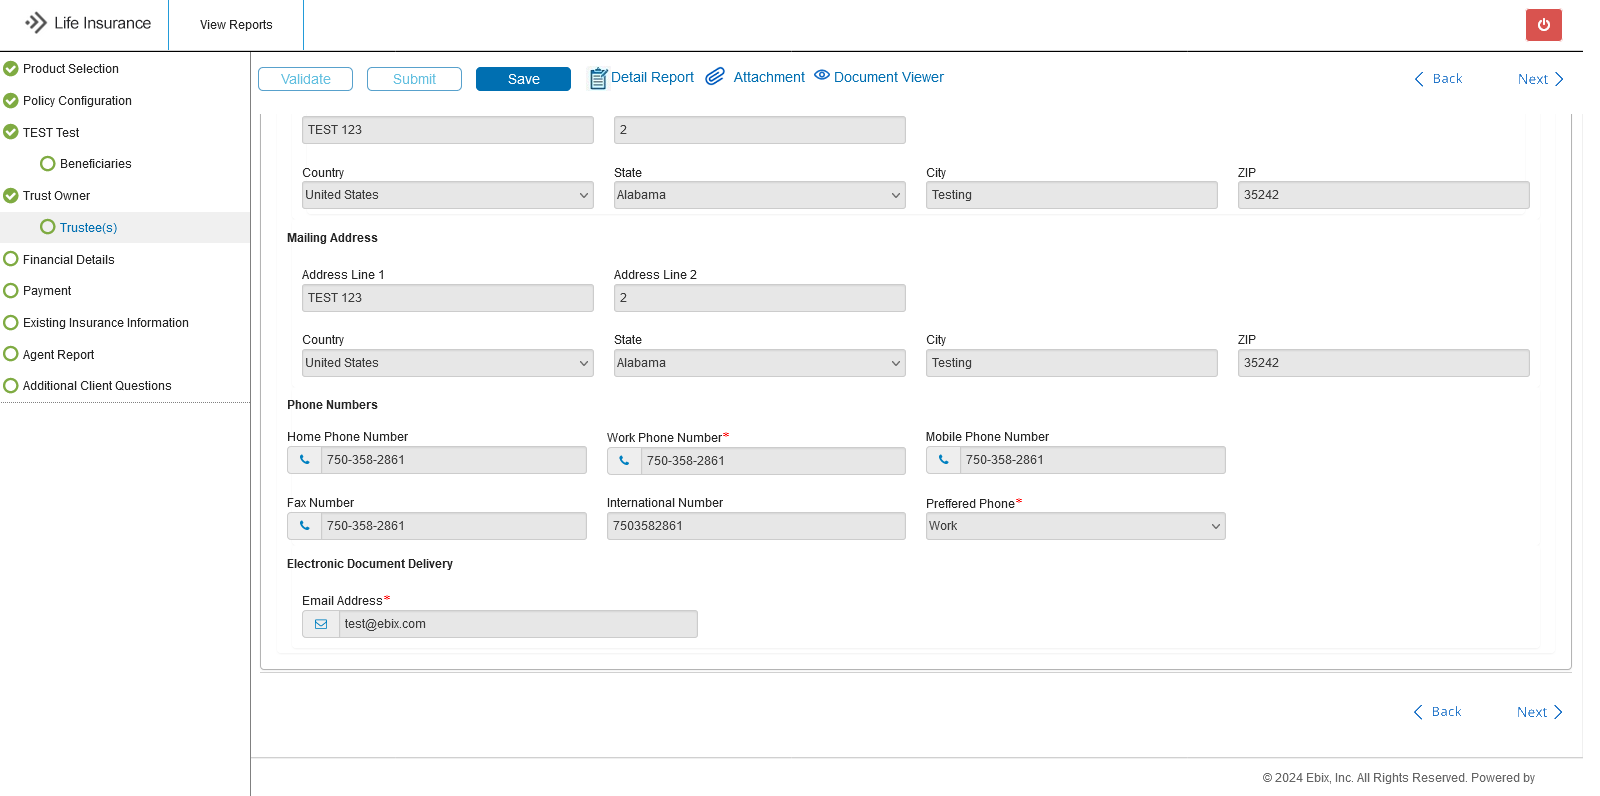 Life Insurance
View Reports
Product Selection
Policy Configuration
TEST Test
Beneficiaries
Trust Owner
Trustee(s)
Financial Details
Payment
Existing Insurance Information
Agent Report
Additional Client Questions
Validate Submit Save Detail Report Attachment Document Viewer Back Next
TEST 123 2
Country State City ZIP
United States Alabama Testing 35242
Mailing Address
Address Line 1 Address Line 2
TEST 123 2
Country State City ZIP
United States Alabama Testing 35242
Phone Numbers
Home Phone Number Work Phone Number* Mobile Phone Number
750-358-2861 750-358-2861 750-358-2861
Fax Number International Number Preffered Phone*
750-358-2861 7503582861 Work
Electronic Document Delivery
Email Address*
test@ebix.com
Back Next
© 2024 Ebix, Inc. All Rights Reserved. Powered by